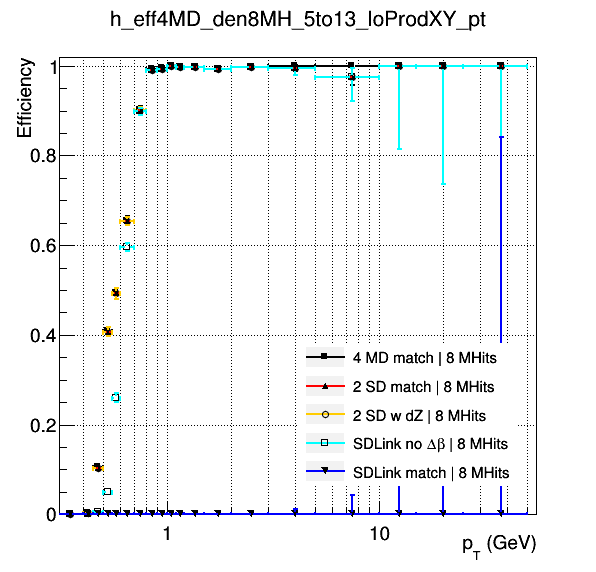 h_eff4MD_den8MH_5to13_loProdXY_pt
Efficiency
1
0.8
0.6
0.4
0.2
0
4 MD match | 8 MHits
2 SD match | 8 MHits
2 SD w dZ | 8 MHits
SDLink no Δβ | 8 MHits
SDLink match | 8 MHits
1
10
p_T (GeV)